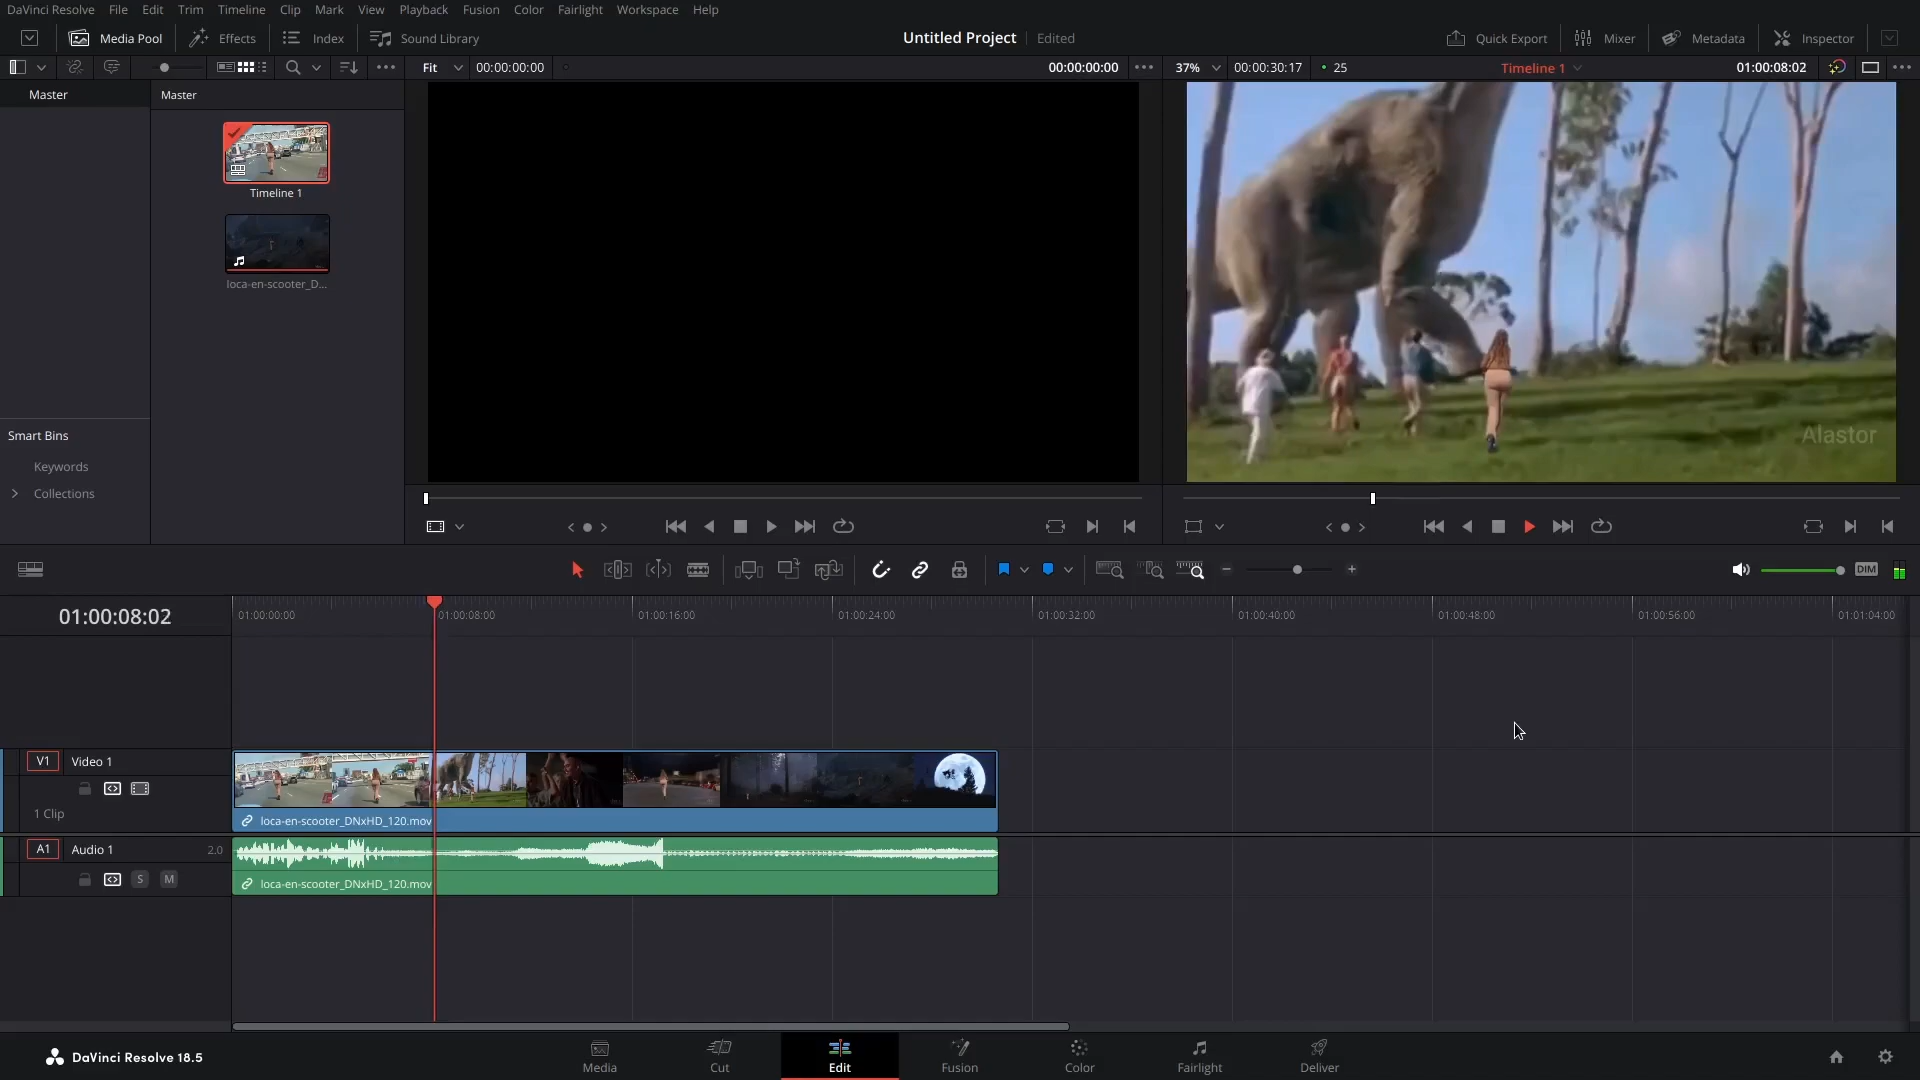 DaVinci Resolve File Edit Trim Timeline Clip Mark View Playback Fusion Color Fairlight Workspace Help
Media Pool Effects Index Sound Library Untitled Project Edited Quick Export Mixer Metadata Inspector
Fit 00:00:00:00 00:00:00:00 37% 00:00:30:17 25 Timeline 1 01:00:08:02
Master Master
Timeline 1
loca-en-scooter_D...
Smart Bins
Keywords
Collections
Alastor
DIM
01:00:08:02 01:00:00:00 01:00:08:00 01:00:16:00 01:00:24:00 01:00:32:00 01:00:40:00 01:00:48:00 01:00:56:00 01:01:04:00
V1 Video 1
1 Clip
loca-en-scooter_DNxHD_120.mov
A1 Audio 1 2.0
S M
loca-en-scooter_DNxHD_120.mov
DaVinci Resolve 18.5 Media Cut Edit Fusion Color Fairlight Deliver